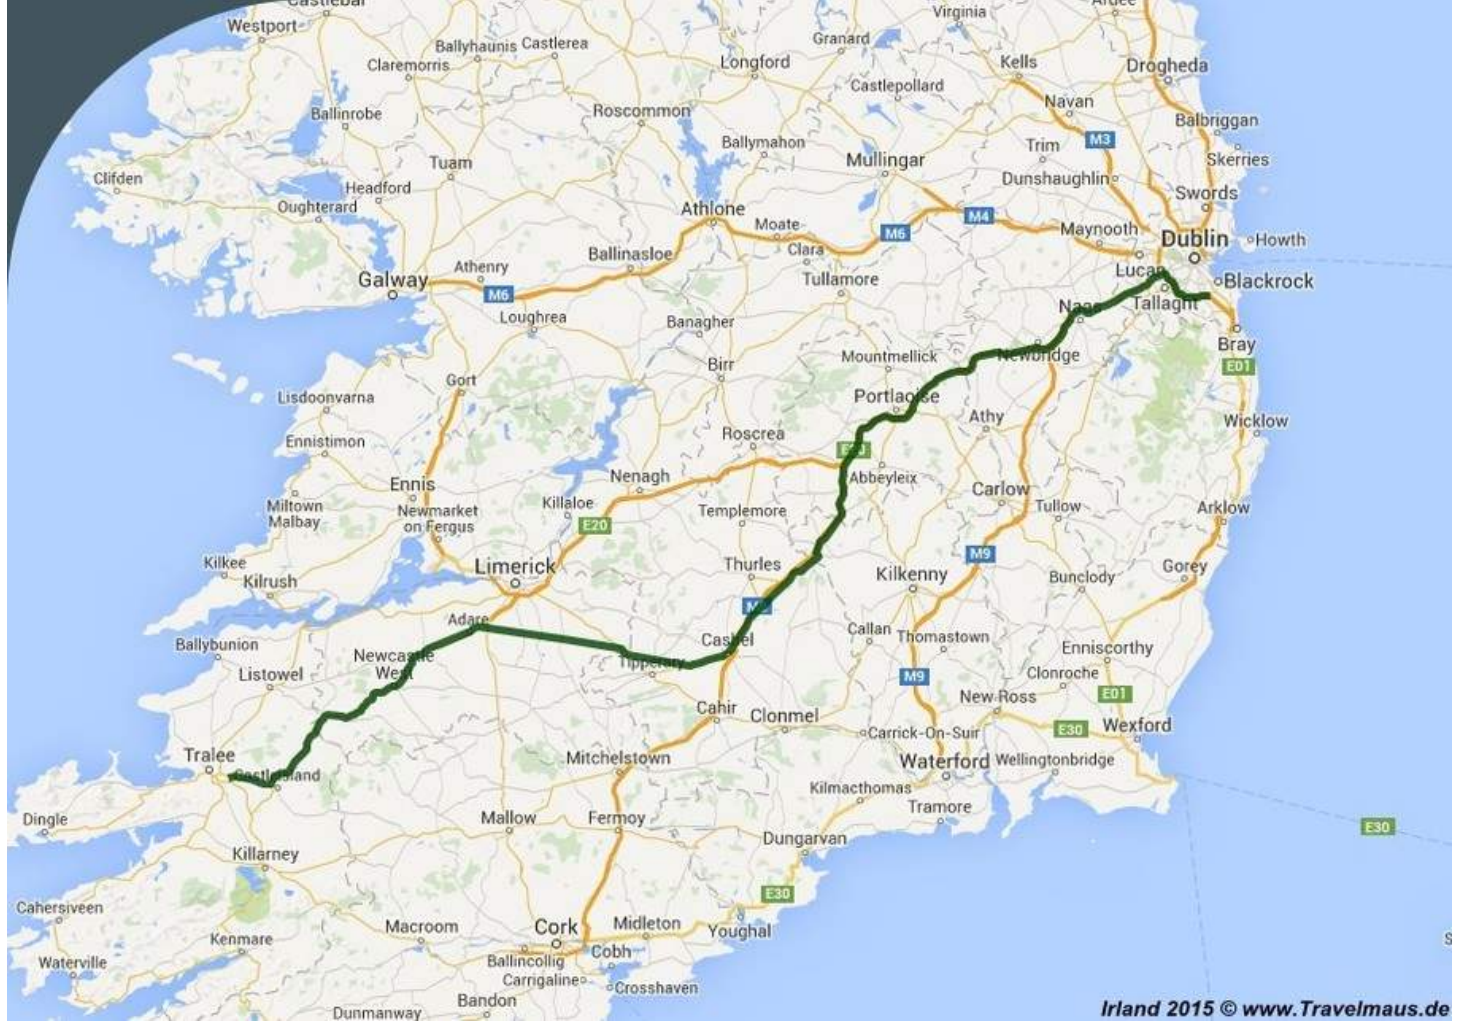 Castlebar
Ardee
Westport
Virginia
Ballyhaunis
Castlerea
Granard
Claremorris
Longford
Kells
Drogheda
Castlepollard
Ballinrobe
Roscommon
Navan
Balbriggan
M3
Ballymahon
Trim
Tuam
Mullingar
Skerries
Clifden
Headford
Dunshaughlin
Swords
Oughterard
Athlone
Moate
M4
Maynooth
M6
Dublin
Howth
Clara
Ballinasloe
Athenry
Galway
Lucan
Tullamore
Blackrock
M6
Tallaght
Naas
Loughrea
Banagher
Bray
Newbridge
Mountmellick
Birr
E01
Gort
Lisdoonvarna
Portlaoise
Athy
Wicklow
Roscrea
Ennistimon
Abbeyleix
Nenagh
Ennis
Carlow
Killaloe
Miltown
Malbay
Newmarket
on Fergus
Templemore
Tullow
Arklow
E20
M9
Kilkee
Limerick
Thurles
Kilrush
Kilkenny
Bunclody
Gorey
Adare
Callan
Thomastown
Ballybunion
Cashel
Enniscorthy
Newcastle
West
Tipperary
Listowel
M9
Clonroche
E01
New Ross
Cahir
Clonmel
E30
Wexford
Carrick-On-Suir
Tralee
Mitchelstown
Waterford
Wellingtonbridge
Castleisland
Kilmacthomas
Tramore
Dingle
Mallow
Fermoy
E30
Dungarvan
Killarney
E30
Cahersiveen
Macroom
Cork
Midleton
Youghal
Kenmare
Cobh
Waterville
Ballincollig
Carrigaline
Crosshaven
Bandon
Dunmanway
Irland 2015 © www.Travelmaus.de